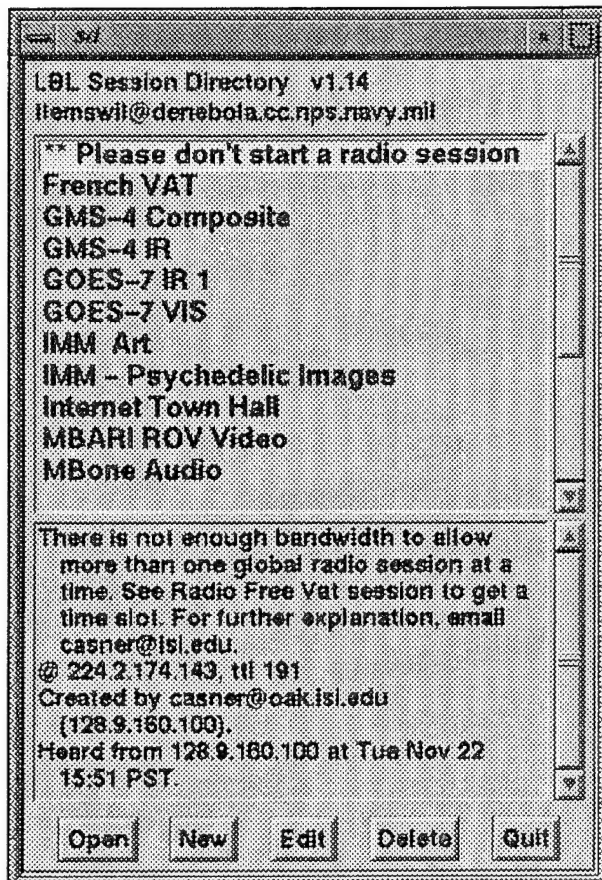 sd
LBL Session Directory v1.14
ilemswil@denebola.cc.nps.navy.mil
** Please don't start a radio session
French VAT
GMS-4 Composite
GMS-4 IR
GOES-7 IR 1
GOES-7 VIS
IMM Art
IMM - Psychedelic Images
Internet Town Hall
MBARI ROV Video
MBone Audio
There is not enough bandwidth to allow
more than one global radio session at a
time. See Radio Free Vat session to get a
time slot. For further explanation, email
casner@isi.edu.
@ 224.2.174.143, ttl 191
Created by casner@oak.isi.edu
(128.9.160.100).
Heard from 128.9.160.100 at Tue Nov 22
15:51 PST.
Open New Edit Delete Quit